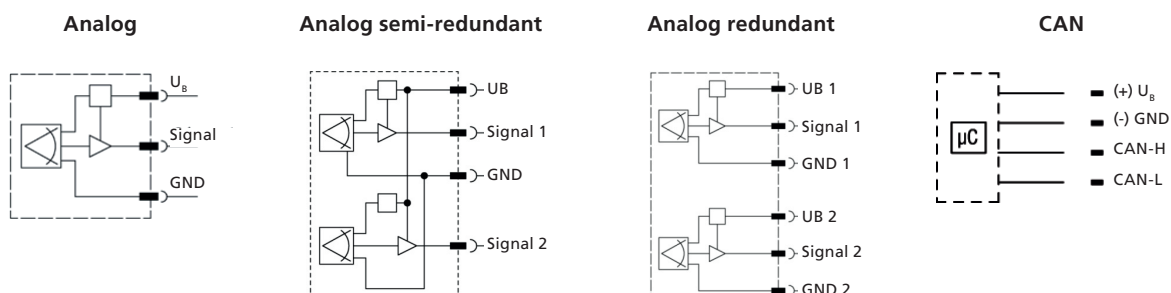 Analog
Analog semi-redundant
Analog redundant
CAN
U_B
Signal
GND
UB
Signal 1
GND
Signal 2
UB 1
Signal 1
GND 1
UB 2
Signal 2
GND 2
µC
(+) U_B
(-) GND
CAN-H
CAN-L